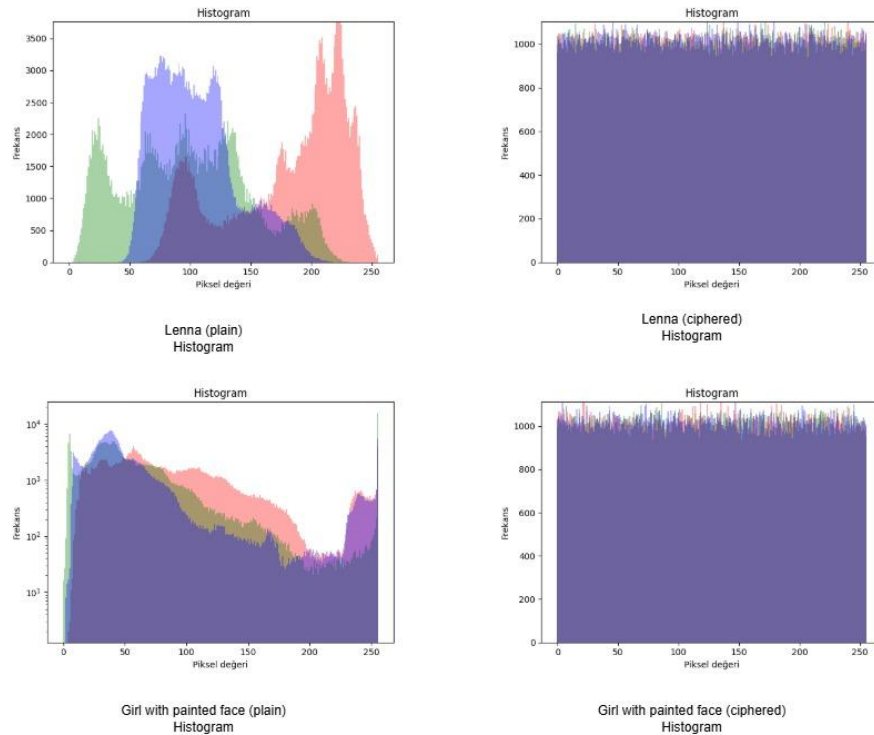 Histogram
Frekans
3500
3000
2500
2000
1500
1000
500
0
0 50 100 150 200 250
Piksel değeri
Lenna (plain)
Histogram
Histogram
Frekans
1000
800
600
400
200
0
0 50 100 150 200 250
Piksel değeri
Lenna (ciphered)
Histogram
Histogram
Frekans
10⁴
10³
10²
10¹
0 50 100 150 200 250
Piksel değeri
Girl with painted face (plain)
Histogram
Histogram
Frekans
1000
800
600
400
200
0
0 50 100 150 200 250
Piksel değeri
Girl with painted face (ciphered)
Histogram